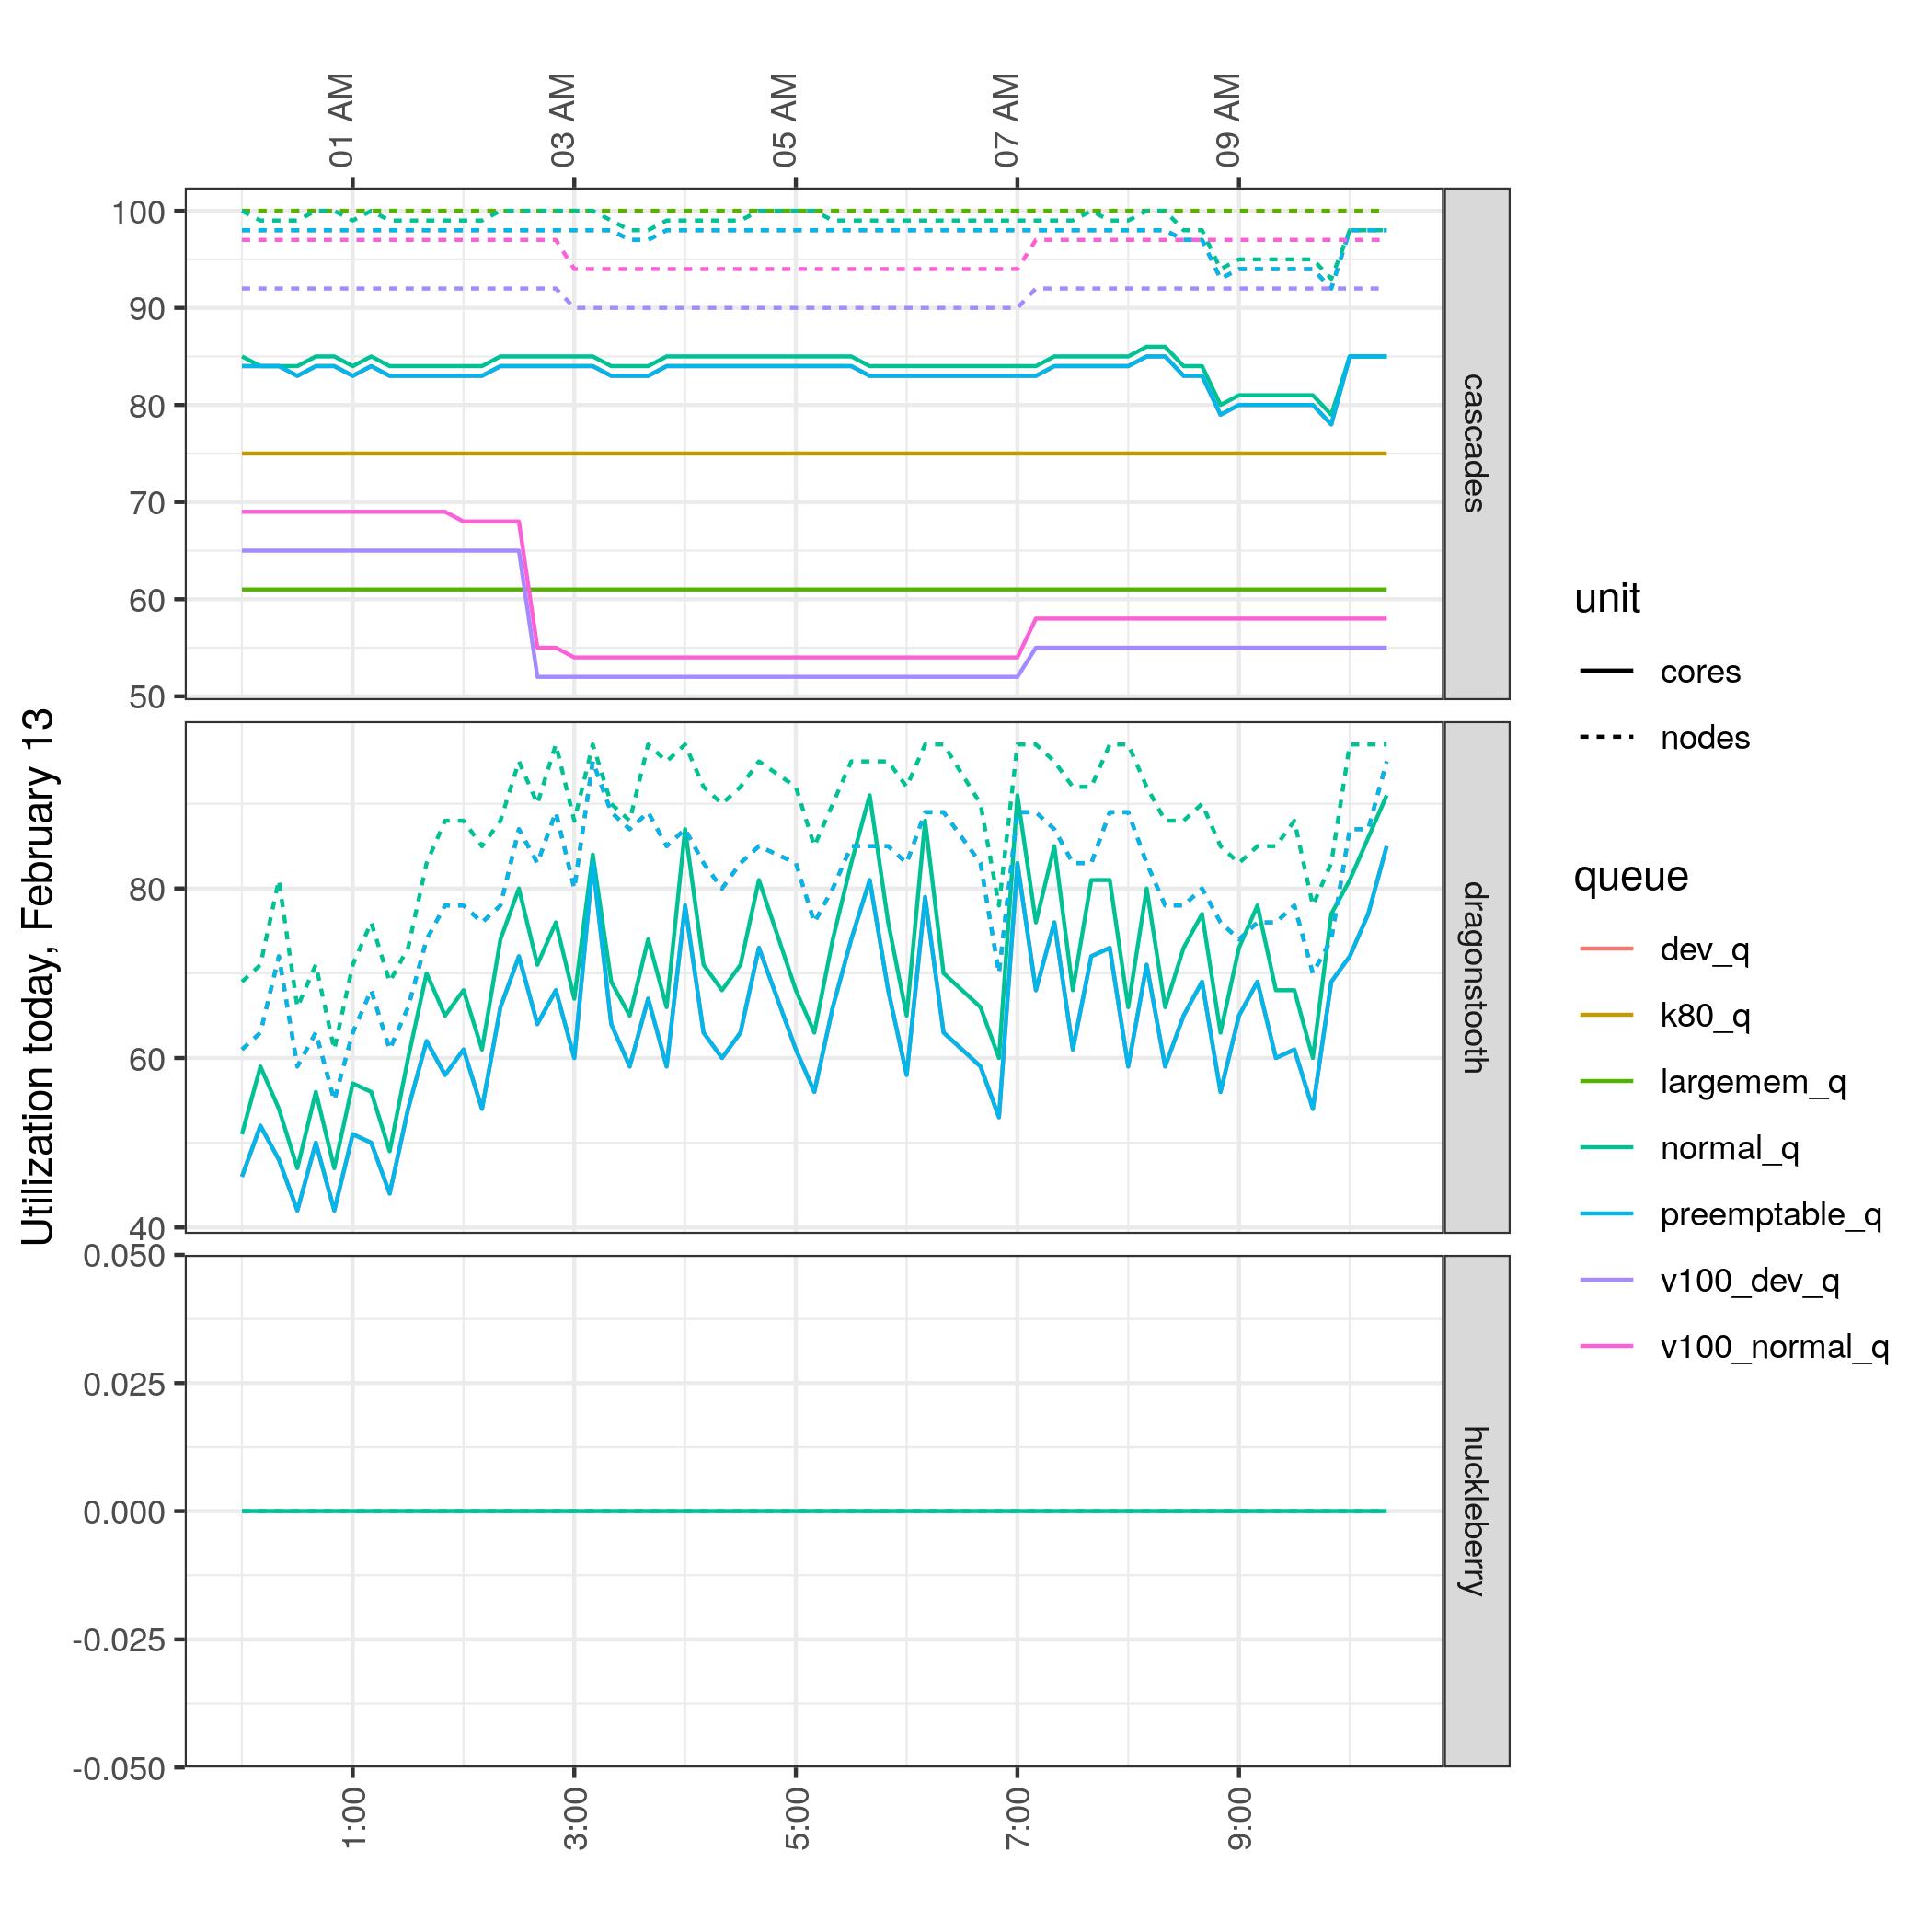 01 AM
03 AM
05 AM
07 AM
09 AM
100
90
80
70
60
50
cascades
Utilization today, February 13
80
60
40
dragonstooth
0.050
0.025
0.000
-0.025
-0.050
huckleberry
1:00
3:00
5:00
7:00
9:00
unit
cores
nodes
queue
dev_q
k80_q
largemem_q
normal_q
preemptable_q
v100_dev_q
v100_normal_q